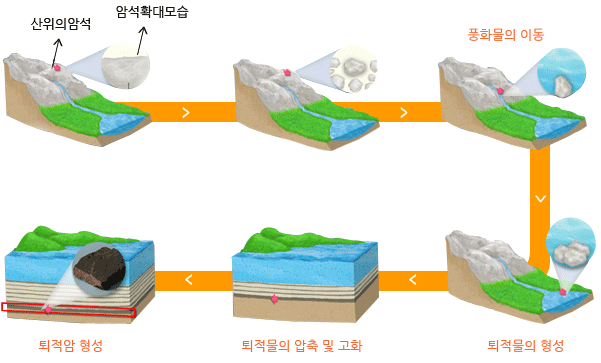 산위의암석
암석확대모습
풍화물의 이동
퇴적암 형성
퇴적물의 압축 및 고화
퇴적물의 형성